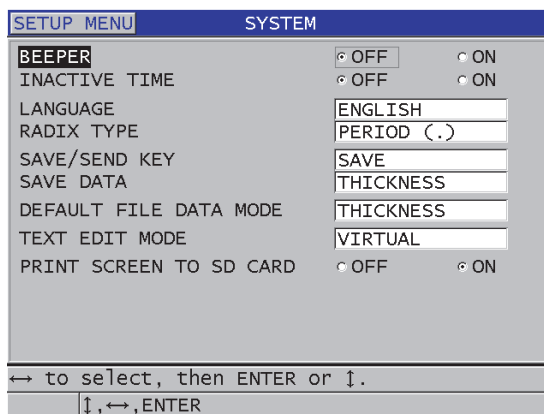 SETUP MENU SYSTEM
BEEPER OFF ON
INACTIVE TIME OFF ON
LANGUAGE ENGLISH
RADIX TYPE PERIOD (.)
SAVE/SEND KEY SAVE
SAVE DATA THICKNESS
DEFAULT FILE DATA MODE THICKNESS
TEXT EDIT MODE VIRTUAL
PRINT SCREEN TO SD CARD OFF ON
↔ to select, then ENTER or ↕.
↕,↔,ENTER